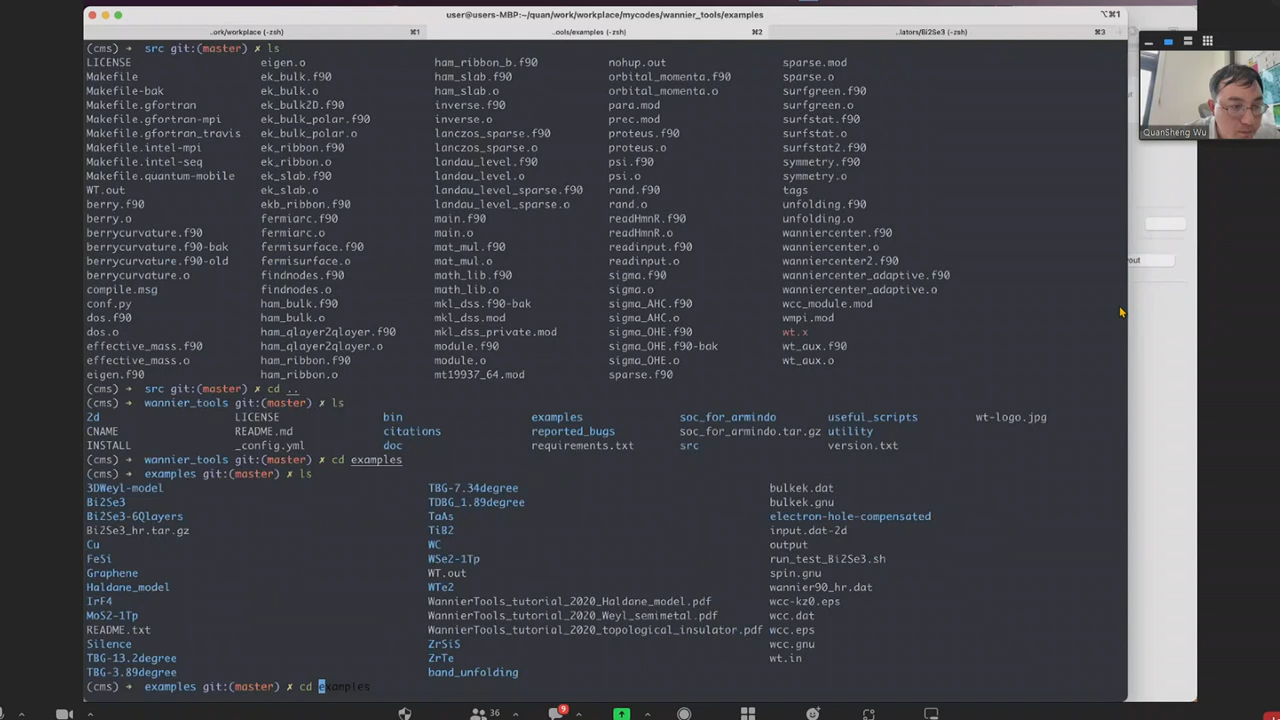 user@users-MBP:~/quan/work/workplace/mycodes/wannier_tools/examples
⌥⌘1
..ork/workplace (-zsh) ⌘1 ..ools/examples (-zsh) ⌘2 ..lators/Bi2Se3 (-zsh) ⌘3
(cms) → src git:(master) ✗ ls
LICENSE eigen.o ham_ribbon_b.f90 nohup.out sparse.mod
Makefile ek_bulk.f90 ham_slab.f90 orbital_momenta.f90 sparse.o
Makefile-bak ek_bulk.o ham_slab.o orbital_momenta.o surfgreen.f90
Makefile.gfortran ek_bulk2D.f90 inverse.f90 para.mod surfgreen.o
Makefile.gfortran-mpi ek_bulk_polar.f90 inverse.o prec.mod surfstat.f90
Makefile.gfortran_travis ek_bulk_polar.o lanczos_sparse.f90 proteus.f90 surfstat.o
Makefile.intel-mpi ek_ribbon.f90 lanczos_sparse.o proteus.o surfstat2.f90
Makefile.intel-seq ek_ribbon.o landau_level.f90 psi.f90 symmetry.f90
Makefile.quantum-mobile ek_slab.f90 landau_level.o psi.o symmetry.o
WT.out ek_slab.o landau_level_sparse.f90 rand.f90 tags
berry.f90 ekb_ribbon.f90 landau_level_sparse.o rand.o unfolding.f90
berry.o fermiarc.f90 main.f90 readHmnR.f90 unfolding.o
berrycurvature.f90 fermiarc.o main.o readHmnR.o wanniercenter.f90
berrycurvature.f90-bak fermisurface.f90 mat_mul.f90 readinput.f90 wanniercenter.o
berrycurvature.f90-old fermisurface.o mat_mul.o readinput.o wanniercenter2.f90
berrycurvature.o findnodes.f90 math_lib.f90 sigma.f90 wanniercenter_adaptive.f90
compile.msg findnodes.o math_lib.o sigma.o wanniercenter_adaptive.o
conf.py ham_bulk.f90 mkl_dss.f90-bak sigma_AHC.f90 wcc_module.mod
dos.f90 ham_bulk.o mkl_dss.mod sigma_AHC.o wmpi.mod
dos.o ham_qlayer2qlayer.f90 mkl_dss_private.mod sigma_OHE.f90 wt.x
effective_mass.f90 ham_qlayer2qlayer.o module.f90 sigma_OHE.f90-bak wt_aux.f90
effective_mass.o ham_ribbon.f90 module.o sigma_OHE.o wt_aux.o
eigen.f90 ham_ribbon.o mt19937_64.mod sparse.f90
(cms) → src git:(master) ✗ cd ..
(cms) → wannier_tools git:(master) ✗ ls
2d LICENSE bin examples soc_for_armindo useful_scripts wt-logo.jpg
CNAME README.md citations reported_bugs soc_for_armindo.tar.gz utility
INSTALL _config.yml doc requirements.txt src version.txt
(cms) → wannier_tools git:(master) ✗ cd examples
(cms) → examples git:(master) ✗ ls
3DWeyl-model TBG-7.34degree bulkek.dat
Bi2Se3 TDBG_1.89degree bulkek.gnu
Bi2Se3-6Qlayers TaAs electron-hole-compensated
Bi2Se3_hr.tar.gz TiB2 input.dat-2d
Cu WC output
FeSi WSe2-1Tp run_test_Bi2Se3.sh
Graphene WT.out spin.gnu
Haldane_model WTe2 wannier90_hr.dat
IrF4 WannierTools_tutorial_2020_Haldane_model.pdf wcc-kz0.eps
MoS2-1Tp WannierTools_tutorial_2020_Weyl_semimetal.pdf wcc.dat
README.txt WannierTools_tutorial_2020_topological_insulator.pdf wcc.eps
Silence ZrSiS wcc.gnu
TBG-13.2degree ZrTe wt.in
TBG-3.89degree band_unfolding
(cms) → examples git:(master) ✗ cd examples
QuanSheng Wu
out
36
9